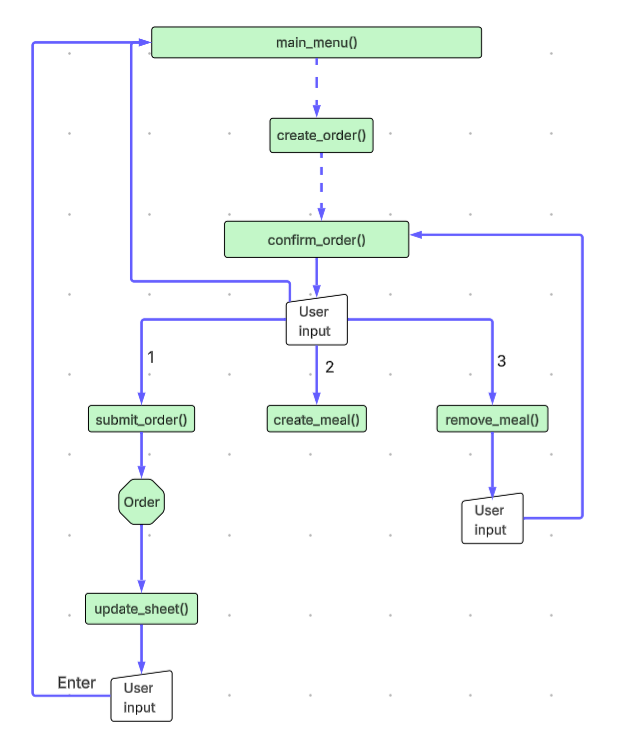 main_menu()
create_order()
confirm_order()
User
input
1
2
3
submit_order()
create_meal()
remove_meal()
Order
User
input
update_sheet()
Enter
User
input